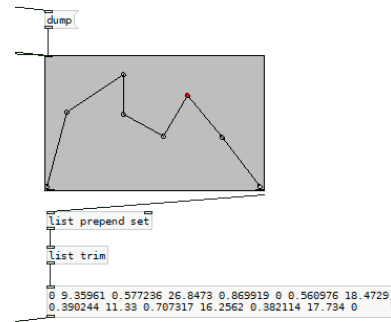 dump
list prepend set
list trim
0 9.35961 0.577236 26.8473 0.869919 0 0.560976 18.4729
0.390244 11.33 0.707317 16.2562 0.382114 17.734 0